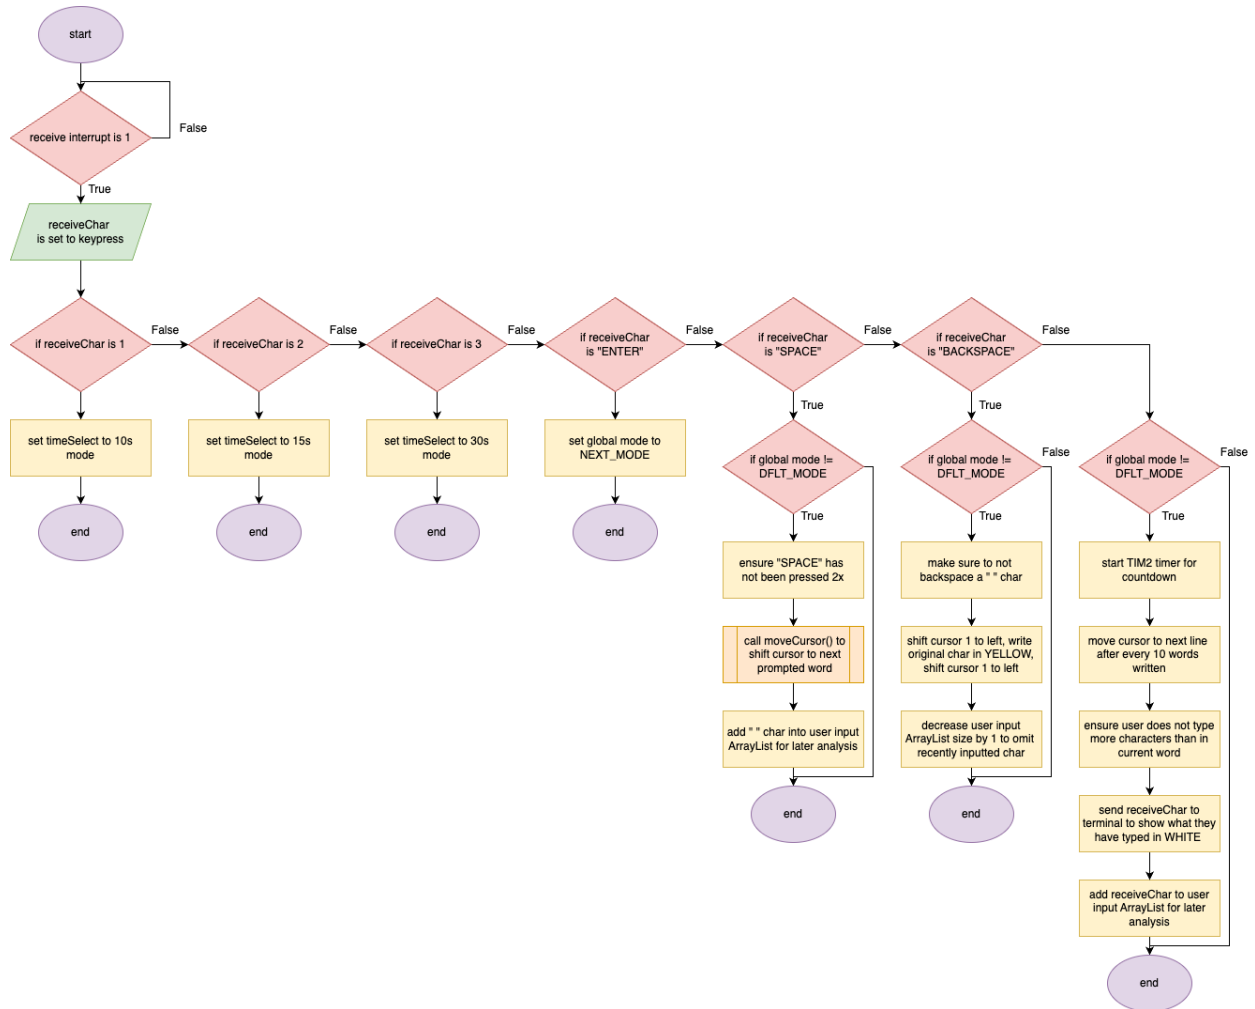 start
receive interrupt is 1
False
True
receiveChar
is set to keypress
if receiveChar is 1
False
if receiveChar is 2
False
if receiveChar is 3
False
if receiveChar
is "ENTER"
False
if receiveChar
is "SPACE"
False
if receiveChar
is "BACKSPACE"
False
set timeSelect to 10s
mode
end
set timeSelect to 15s
mode
end
set timeSelect to 30s
mode
end
set global mode to
NEXT_MODE
end
True
if global mode !=
DFLT_MODE
True
ensure "SPACE" has
not been pressed 2x
call moveCursor() to
shift cursor to next
prompted word
add " " char into user input
ArrayList for later analysis
end
True
if global mode !=
DFLT_MODE
False
True
make sure to not
backspace a " " char
shift cursor 1 to left, write
original char in YELLOW,
shift cursor 1 to left
decrease user input
ArrayList size by 1 to omit
recently inputted char
end
if global mode !=
DFLT_MODE
False
True
start TIM2 timer for
countdown
move cursor to next line
after every 10 words
written
ensure user does not type
more characters than in
current word
send receiveChar to
terminal to show what they
have typed in WHITE
add receiveChar to user
input ArrayList for later
analysis
end